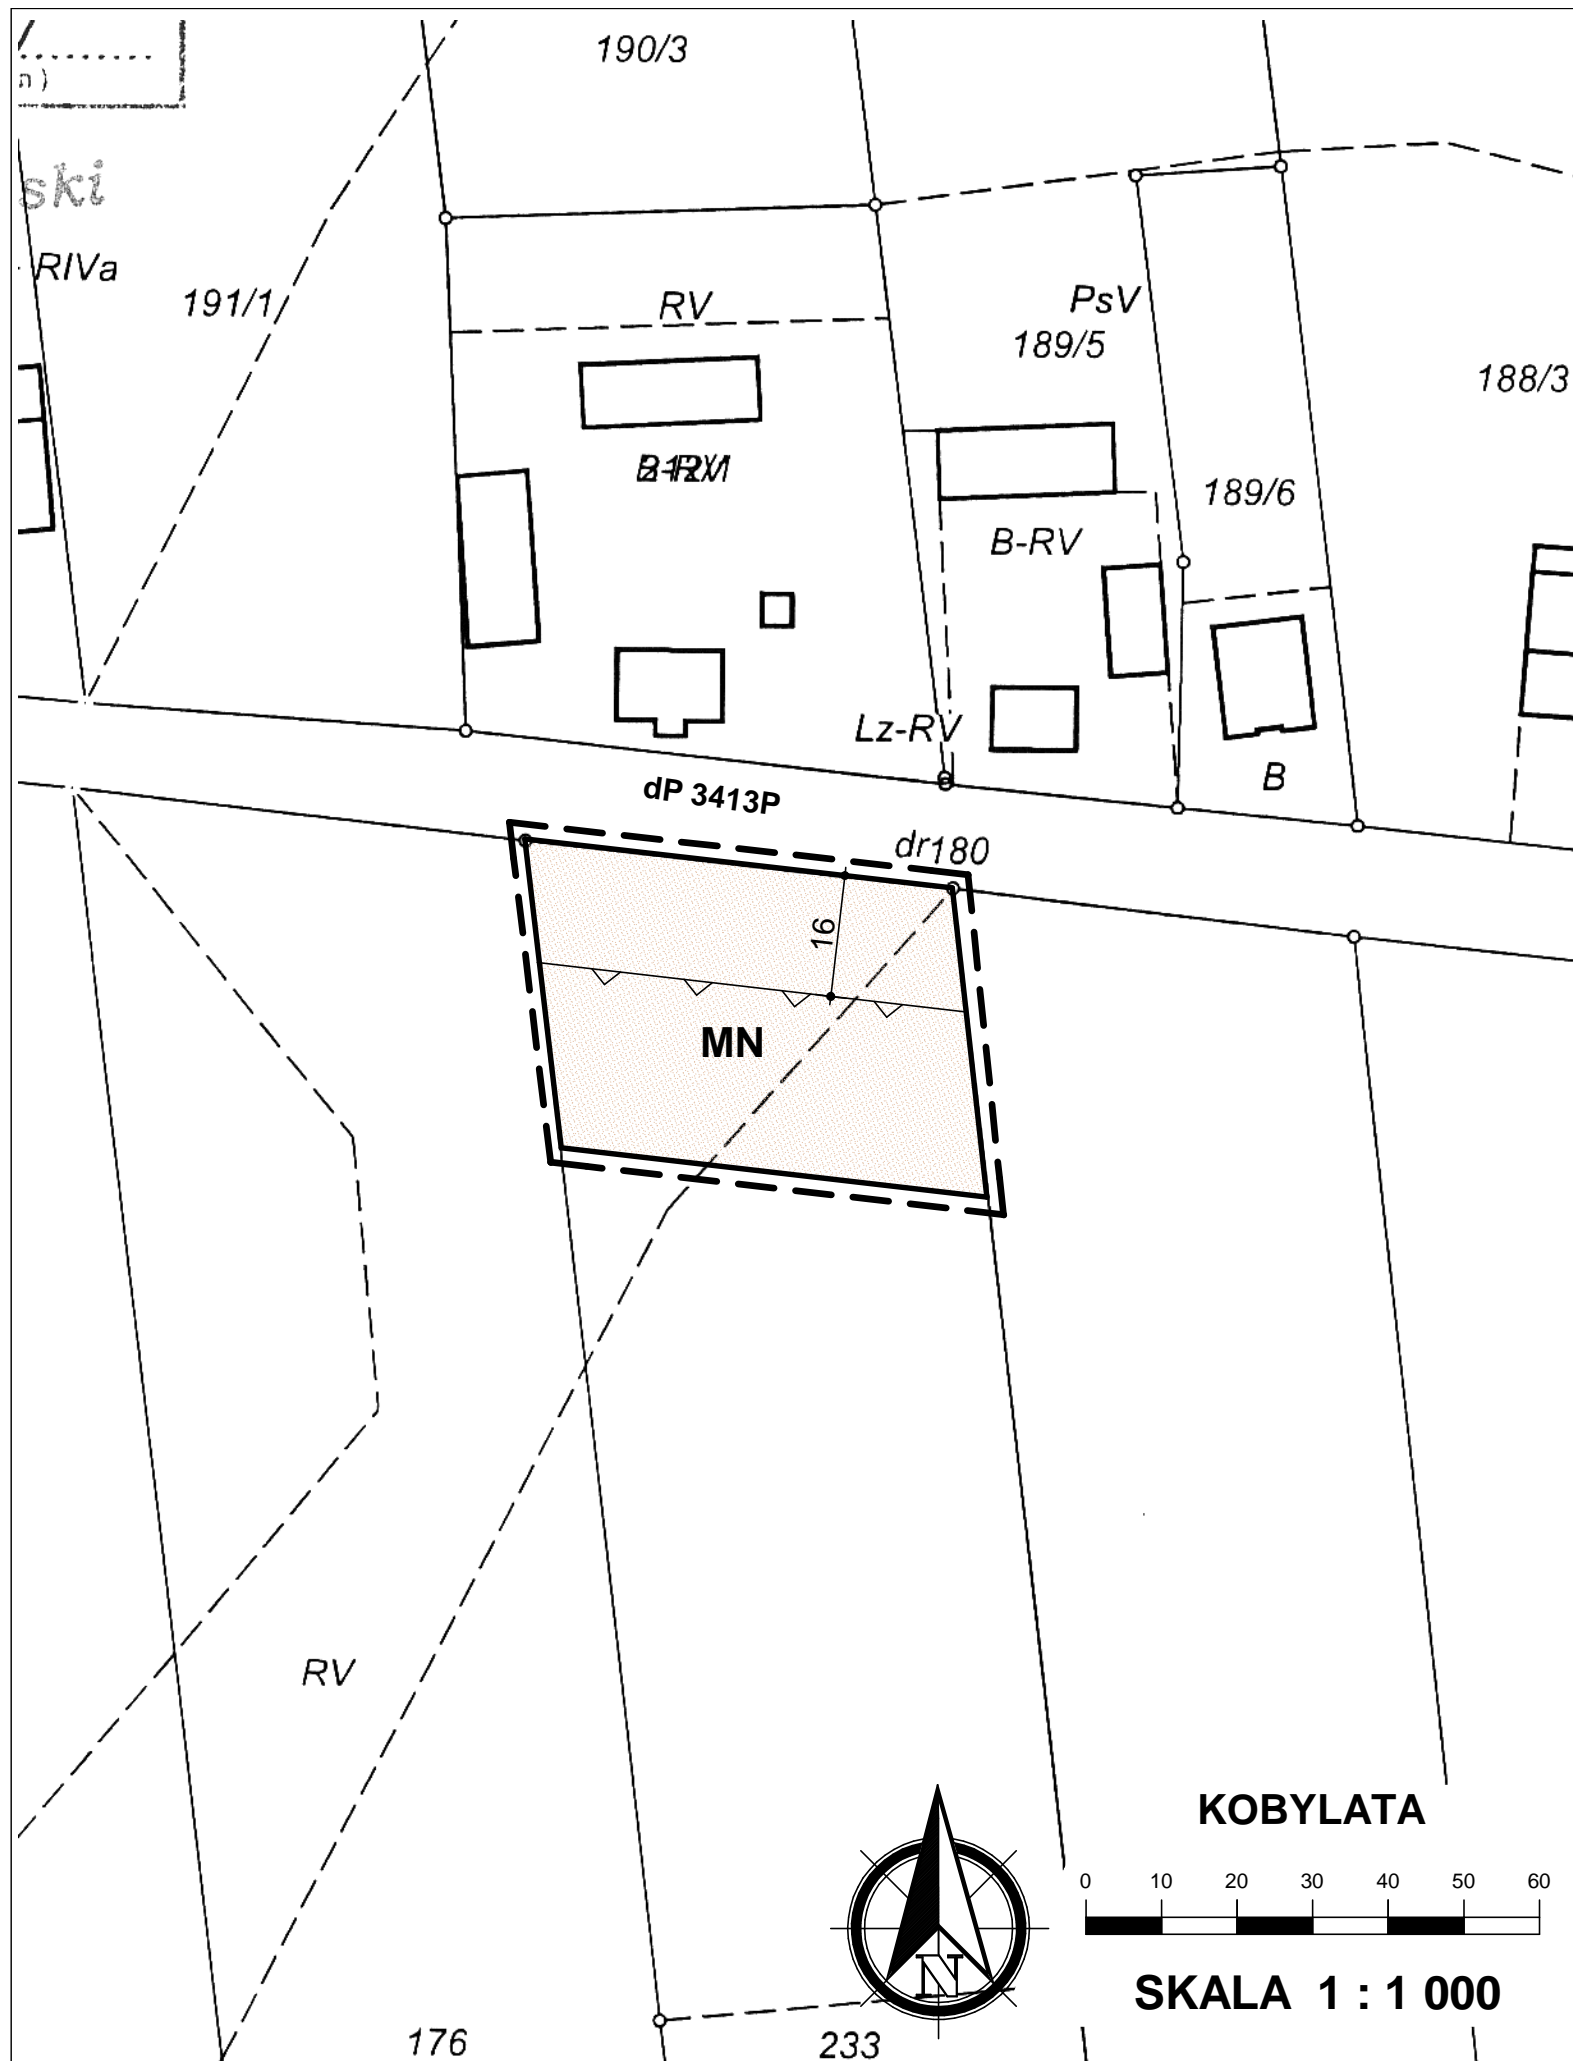 190/3
ski
RIVa
191/1
RV
PsV
189/5
188/3
189/6
B-RV
Lz-RV
B
dP 3413P
dr180
16
MN
RV
KOBYLATA
0 10 20 30 40 50 60
N
SKALA 1 : 1 000
176
233